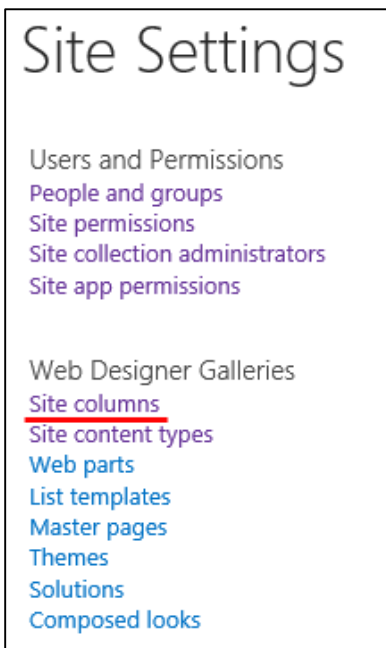 Site Settings
Users and Permissions
People and groups
Site permissions
Site collection administrators
Site app permissions
Web Designer Galleries
Site columns
Site content types
Web parts
List templates
Master pages
Themes
Solutions
Composed looks